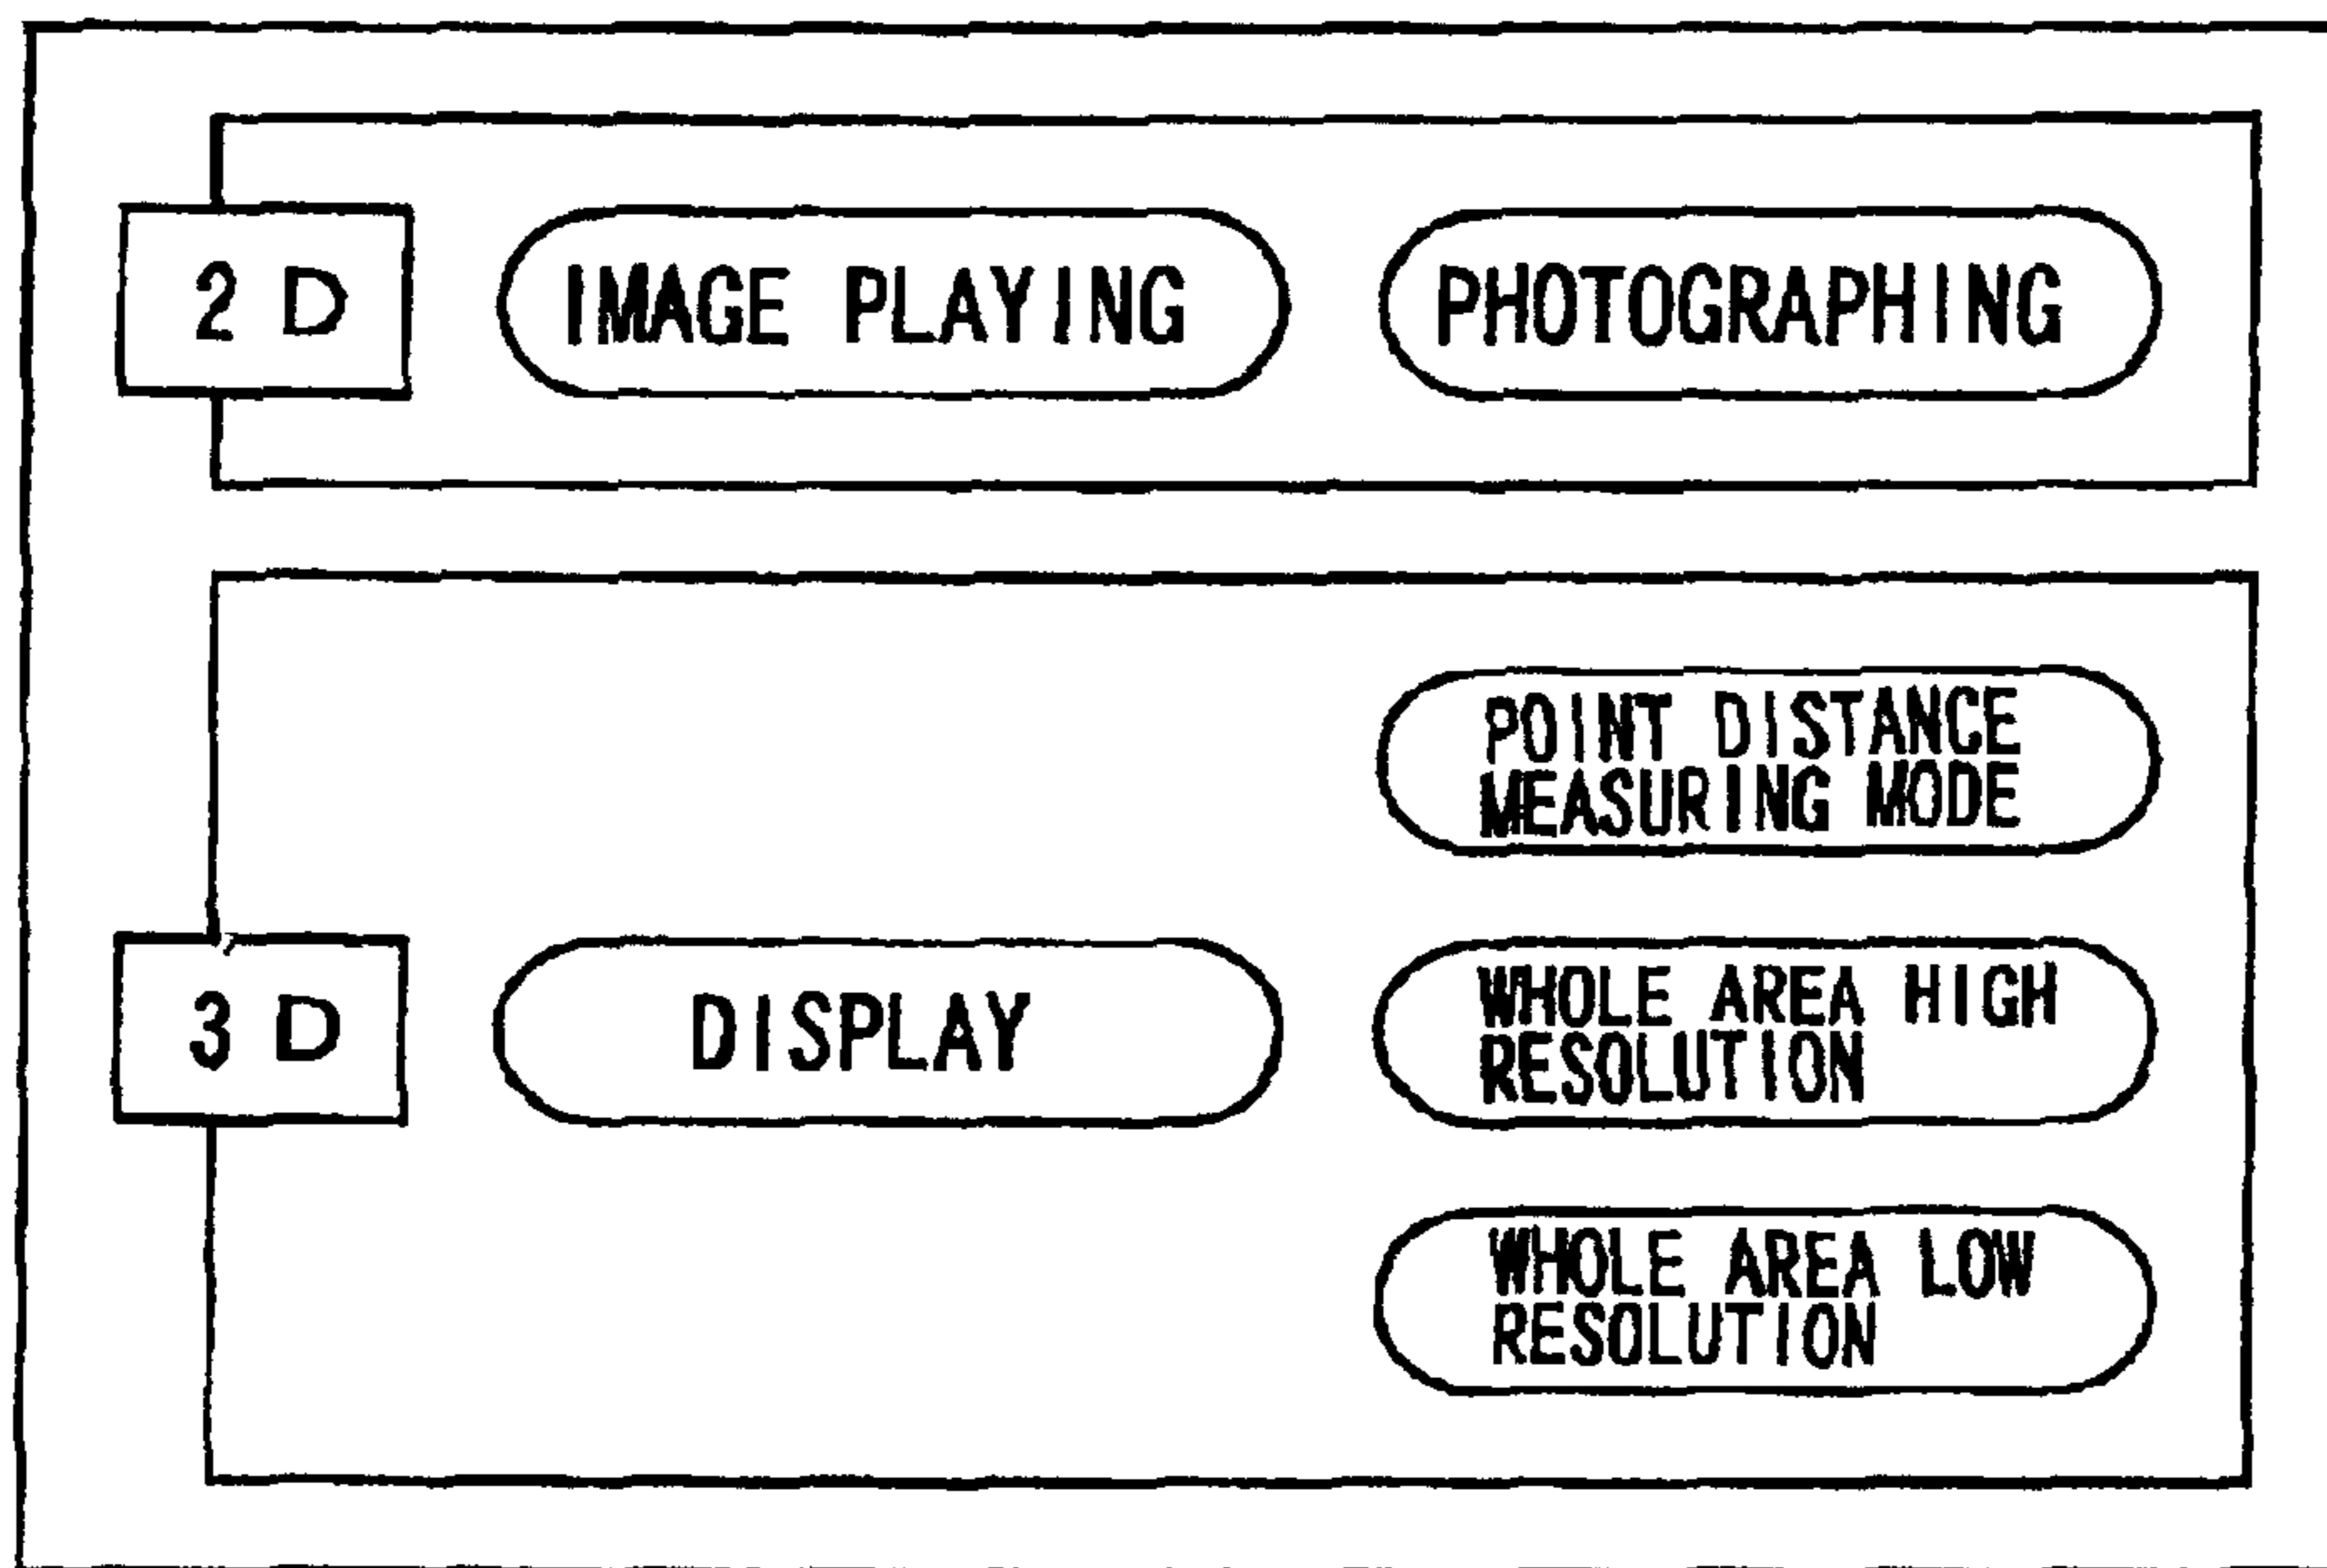 2 D
IMAGE PLAYING
PHOTOGRAPHING
POINT DISTANCE
MEASURING MODE
3 D
DISPLAY
WHOLE AREA HIGH
RESOLUTION
WHOLE AREA LOW
RESOLUTION